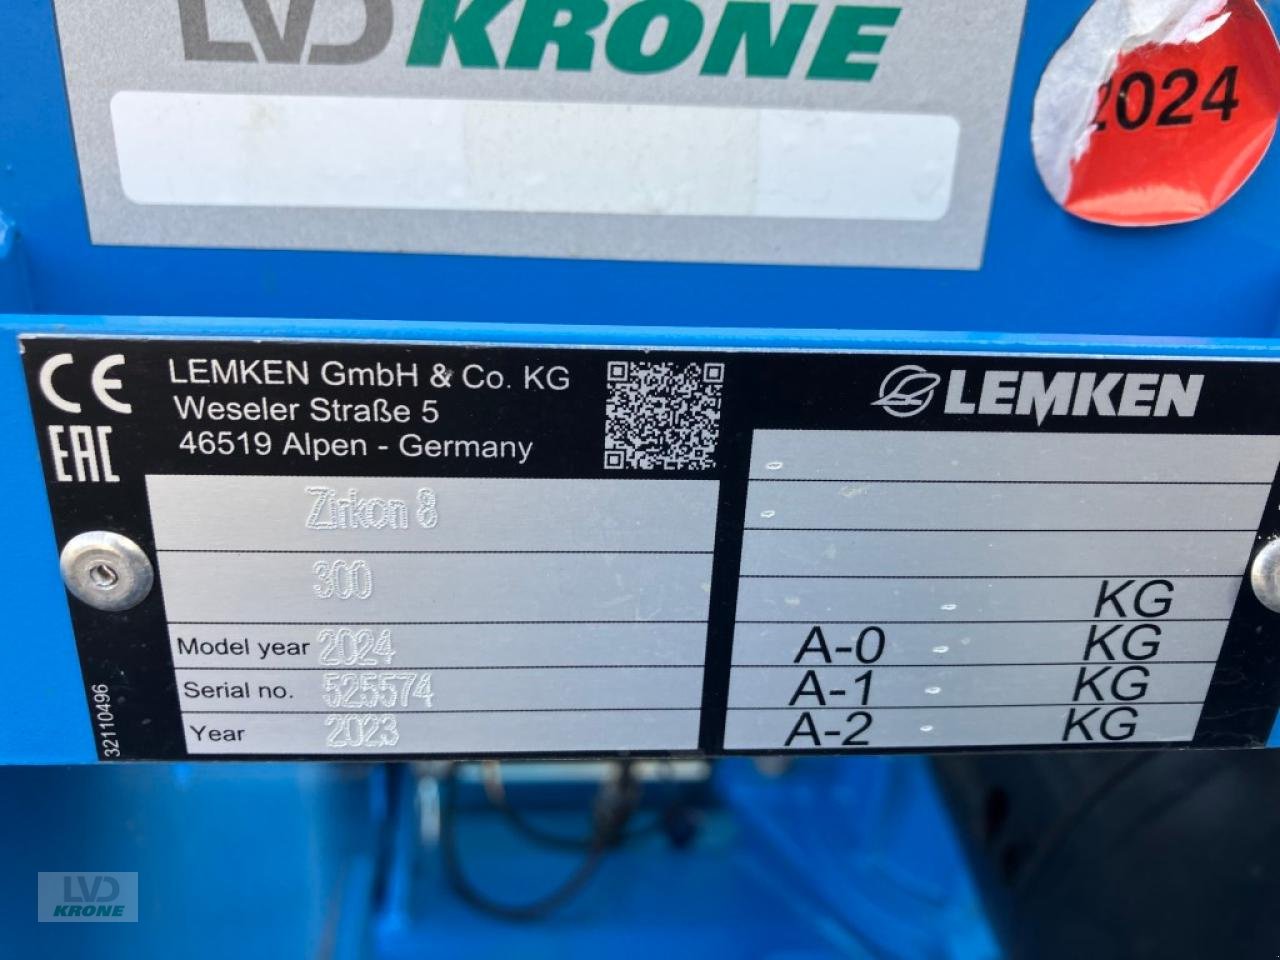 LVD KRONE
2024
CE
EAC
LEMKEN GmbH & Co. KG
Weseler Straße 5
46519 Alpen - Germany
LEMKEN
Zirkon 8
300
Model year 2024
Serial no. 525574
Year 2023
32110496
-
-
- KG
A-0 - KG
A-1 - KG
A-2 - KG
LVD
KRONE